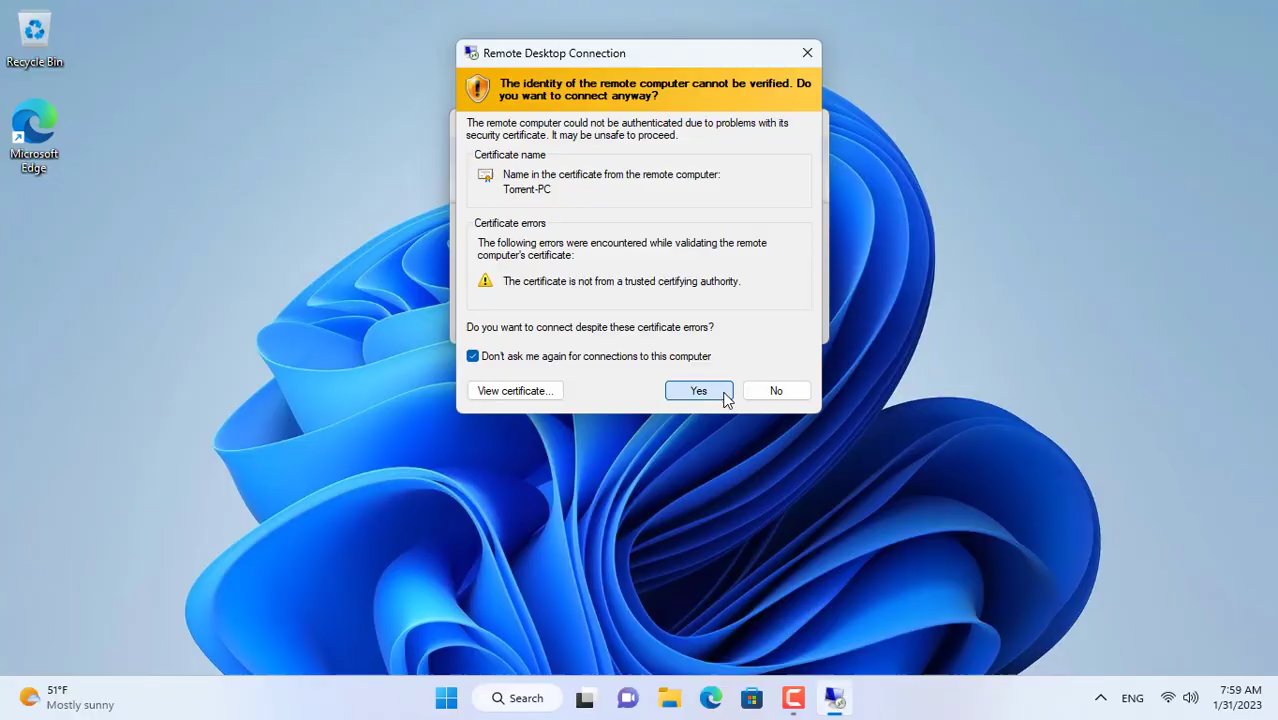 Recycle Bin
Microsoft
Edge
Remote Desktop Connection
The identity of the remote computer cannot be verified. Do
you want to connect anyway?
The remote computer could not be authenticated due to problems with its
security certificate. It may be unsafe to proceed.
Certificate name
Name in the certificate from the remote computer:
Torrent-PC
Certificate errors
The following errors were encountered while validating the remote
computer's certificate:
The certificate is not from a trusted certifying authority.
Do you want to connect despite these certificate errors?
Don't ask me again for connections to this computer
View certificate...
Yes
No
51°F
Mostly sunny
Search
ENG
7:59 AM
1/31/2023